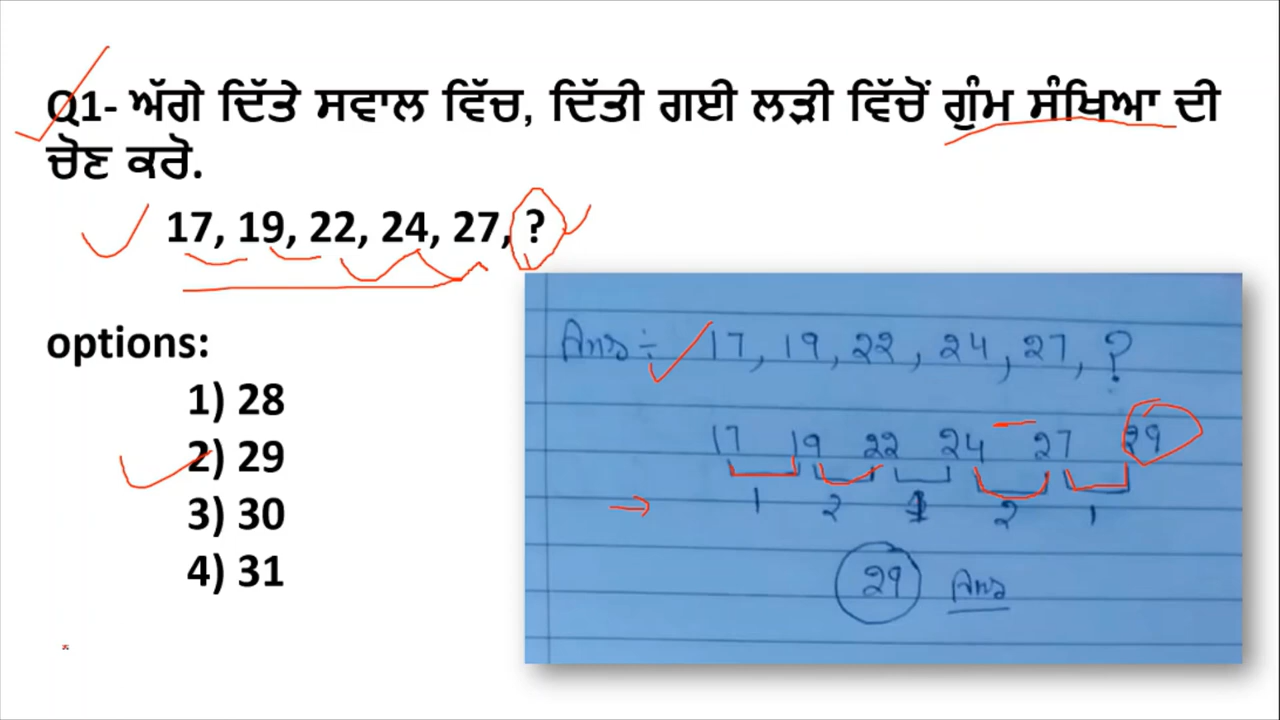 Q1- ਅੱਗੇ ਦਿੱਤੇ ਸਵਾਲ ਵਿੱਚ, ਦਿੱਤੀ ਗਈ ਲੜੀ ਵਿੱਚੋਂ ਗੁੰਮ ਸੰਖਿਆ ਦੀ
ਚੋਣ ਕਰੋ.
17, 19, 22, 24, 27, ?
options:
1) 28
2) 29
3) 30
4) 31
Ans :- 17, 19, 22, 24, 27, ?
17 19 22 24 27 29
1 2 1 2 1
29 Ans